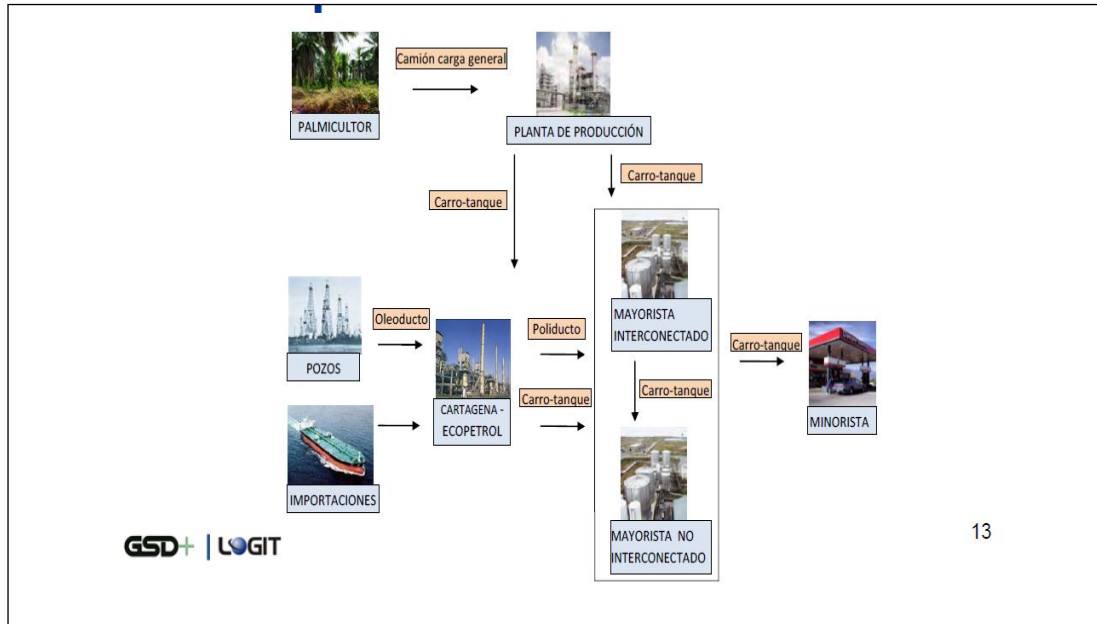 Camión carga general
PALMICULTOR
PLANTA DE PRODUCCIÓN
Carro-tanque
Carro-tanque
Oleoducto
POZOS
Poliducto
MAYORISTA
INTERCONECTADO
Carro-tanque
CARTAGENA -
ECOPETROL
Carro-tanque
Carro-tanque
MINORISTA
IMPORTACIONES
MAYORISTA NO
INTERCONECTADO
GSD+ | LOGIT
13